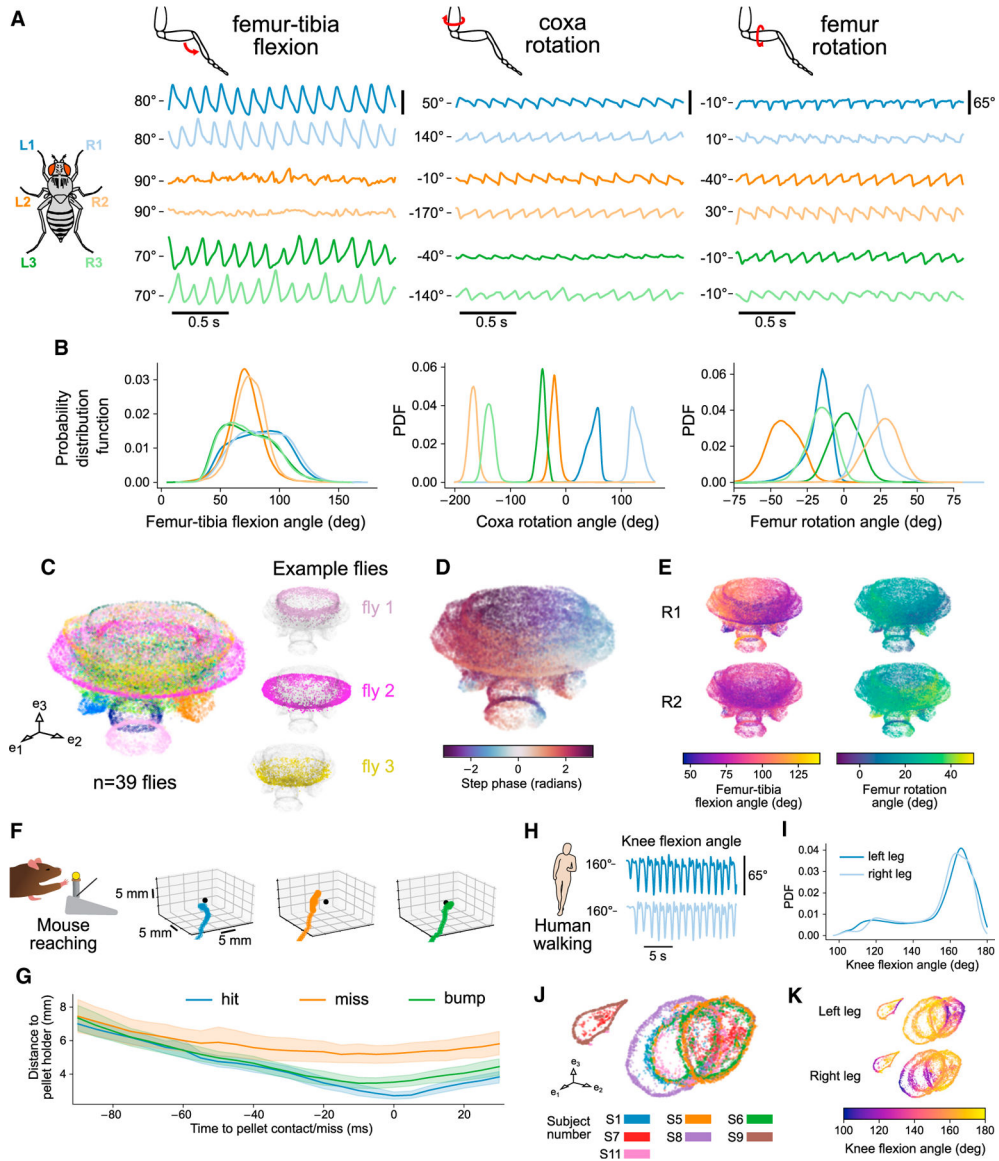 A
femur-tibia
flexion
coxa
rotation
femur
rotation
L1
R1
L2
R2
L3
R3
80°
80°
90°
90°
70°
70°
0.5 s
50°
140°
-10°
-170°
-40°
-140°
0.5 s
-10°
10°
-40°
30°
-10°
-10°
65°
0.5 s
B
Probability
distribution
function
0.03
0.02
0.01
0.00
0
50
100
150
Femur-tibia flexion angle (deg)
PDF
0.06
0.04
0.02
0.00
−200
−100
0
100
Coxa rotation angle (deg)
PDF
0.06
0.04
0.02
0.00
−75
−50
−25
0
25
50
75
Femur rotation angle (deg)
C
Example flies
fly 1
fly 2
fly 3
e3
e1
e2
n=39 flies
D
−2
0
2
Step phase (radians)
E
R1
R2
50
75
100
125
Femur-tibia
flexion angle (deg)
0
20
40
Femur rotation
angle (deg)
F
Mouse
reaching
5 mm
5 mm
5 mm
G
hit
miss
bump
Distance to
pellet holder (mm)
8
6
4
−80
−60
−40
−20
0
20
Time to pellet contact/miss (ms)
H
Human
walking
Knee flexion angle
160°
160°
65°
5 s
I
left leg
right leg
PDF
0.04
0.03
0.02
0.01
0
100
120
140
160
180
Knee flexion angle (deg)
J
e3
e1
e2
Subject
number
S1
S5
S6
S7
S8
S9
S11
K
Left leg
Right leg
100
120
140
160
180
Knee flexion angle (deg)